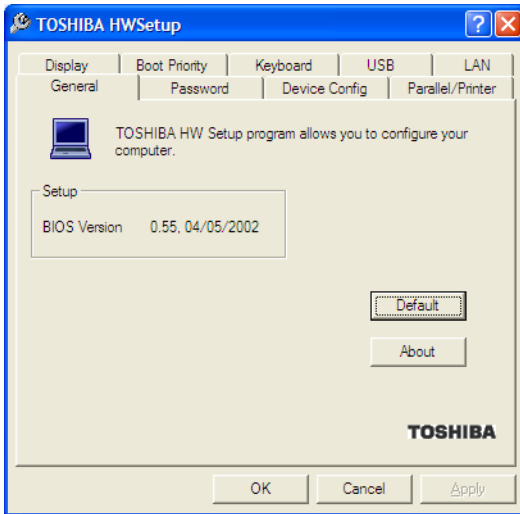 TOSHIBA HWSetup
Display Boot Priority Keyboard USB LAN
General Password Device Config Parallel/Printer
TOSHIBA HW Setup program allows you to configure your
computer.
Setup
BIOS Version 0.55, 04/05/2002
Default
About
TOSHIBA
OK Cancel Apply